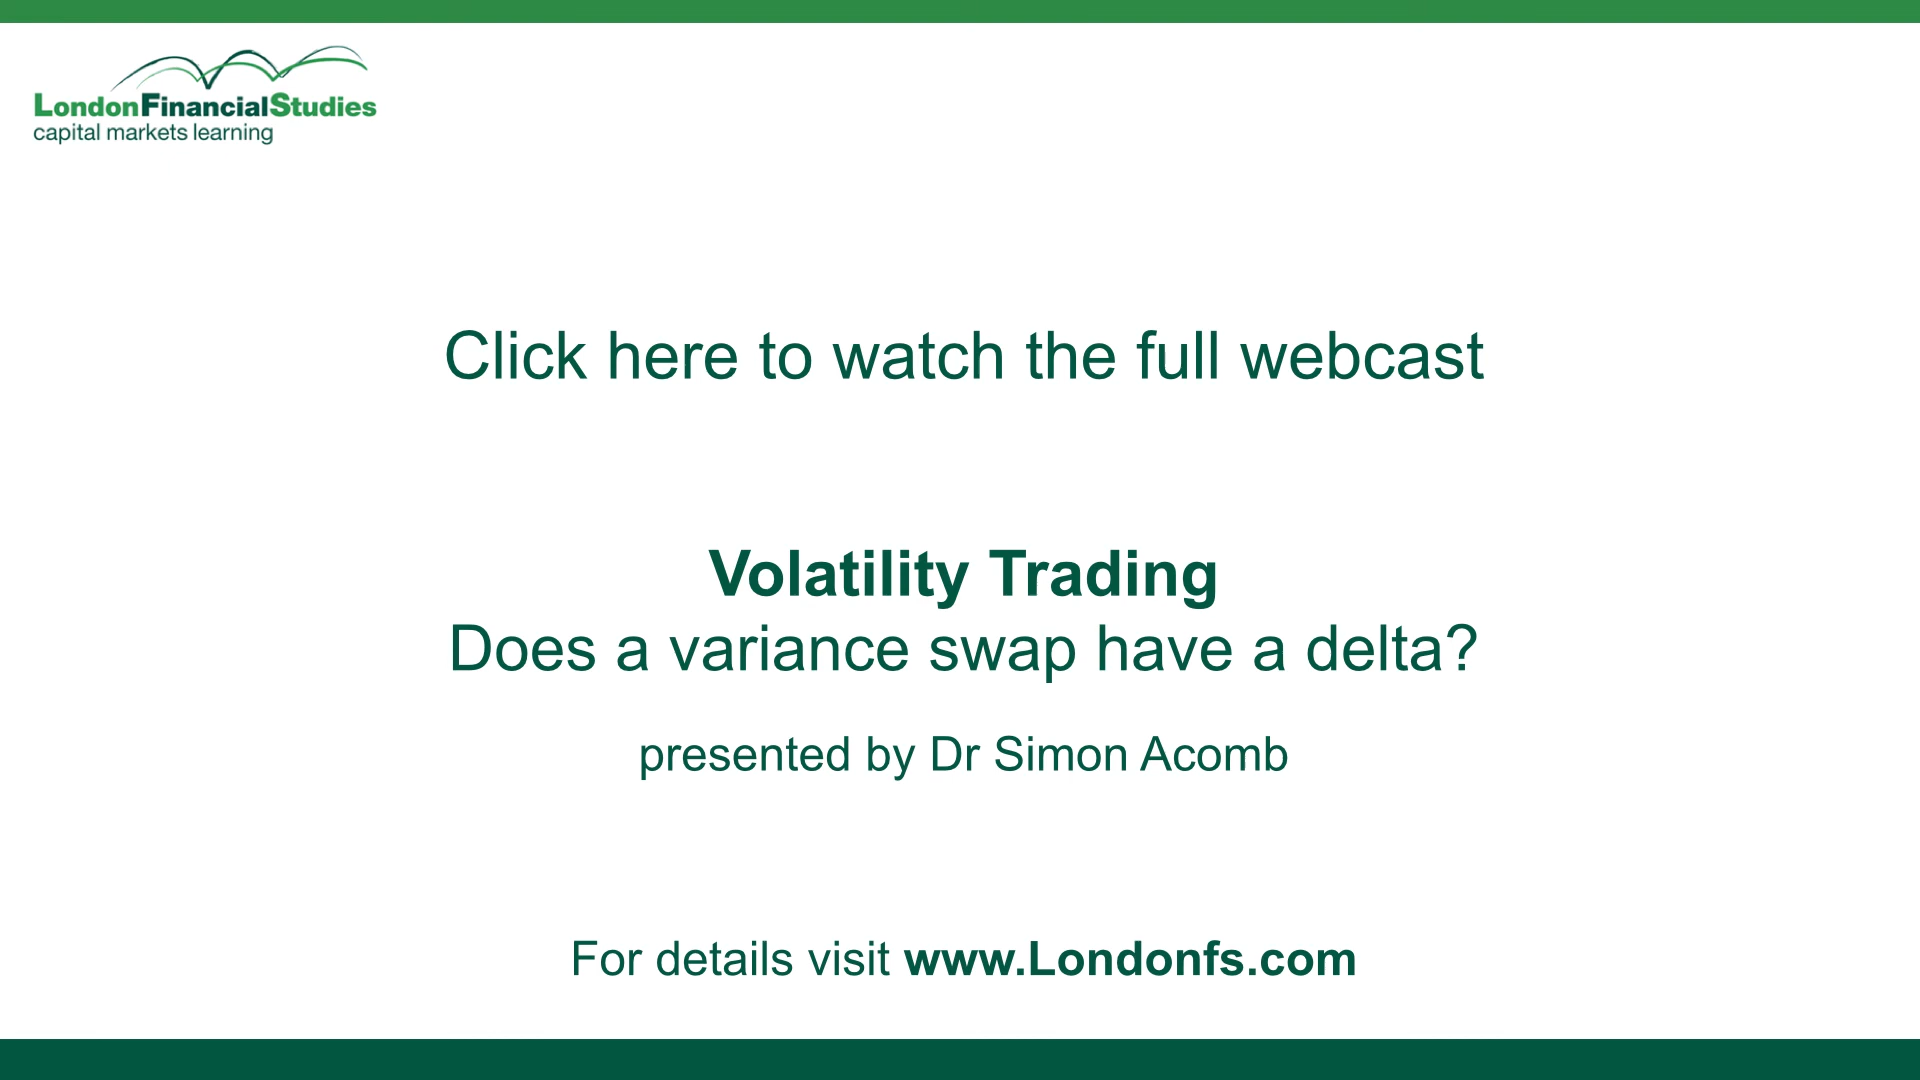 LondonFinancialStudies
capital markets learning
Click here to watch the full webcast
Volatility Trading
Does a variance swap have a delta?
presented by Dr Simon Acomb
For details visit www.Londonfs.com